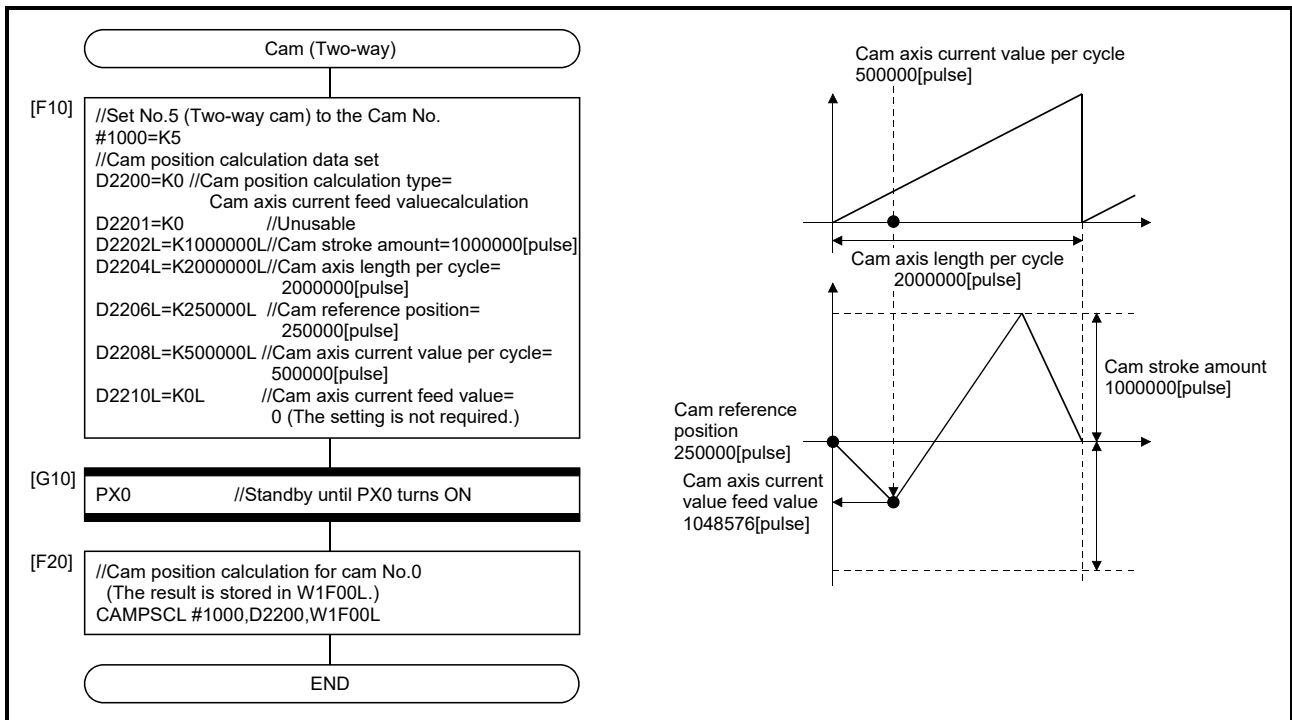 Cam (Two-way)
[F10]
//Set No.5 (Two-way cam) to the Cam No.
#1000=K5
//Cam position calculation data set
D2200=K0 //Cam position calculation type=
Cam axis current feed valuecalculation
D2201=K0 //Unusable
D2202L=K1000000L//Cam stroke amount=1000000[pulse]
D2204L=K2000000L//Cam axis length per cycle=
2000000[pulse]
D2206L=K250000L //Cam reference position=
250000[pulse]
D2208L=K500000L //Cam axis current value per cycle=
500000[pulse]
D2210L=K0L //Cam axis current feed value=
0 (The setting is not required.)
[G10]
PX0 //Standby until PX0 turns ON
[F20]
//Cam position calculation for cam No.0
(The result is stored in W1F00L.)
CAMPSCL #1000,D2200,W1F00L
END
Cam axis current value per cycle
500000[pulse]
Cam axis length per cycle
2000000[pulse]
Cam stroke amount
1000000[pulse]
Cam reference
position
250000[pulse]
Cam axis current
value feed value
1048576[pulse]